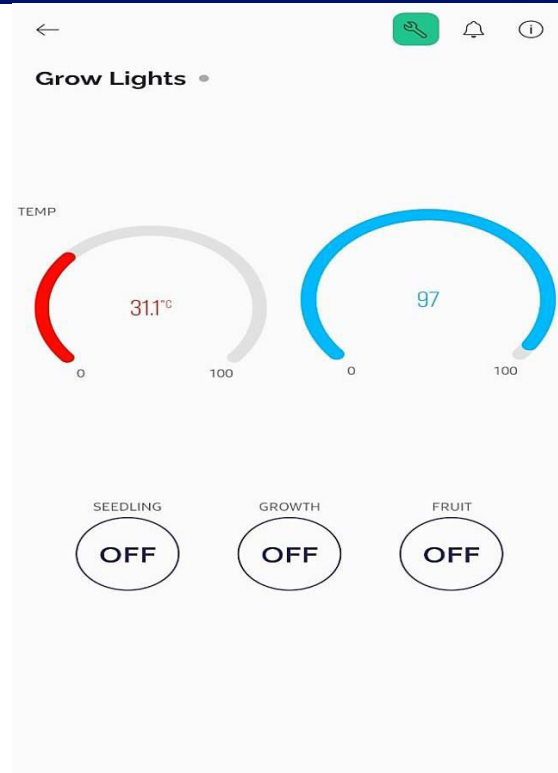 Grow Lights
TEMP
31.1°C
97
0
100
0
100
SEEDLING
GROWTH
FRUIT
OFF
OFF
OFF